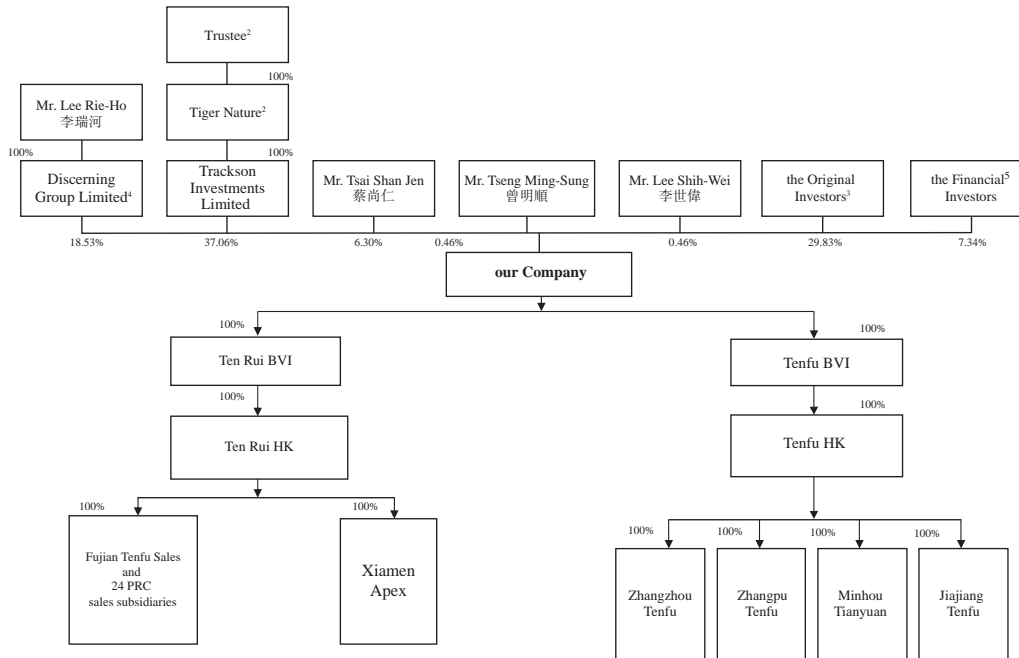 Trustee²
100%
Mr. Lee Rie-Ho
李瑞河
Tiger Nature²
100%
100%
Discerning
Group Limited⁴
Trackson
Investments
Limited
Mr. Tsai Shan Jen
蔡尚仁
Mr. Tseng Ming-Sung
曾明順
Mr. Lee Shih-Wei
李世偉
the Original
Investors³
the Financial⁵
Investors
18.53%
37.06%
6.30%
0.46%
0.46%
29.83%
7.34%
our Company
100%
100%
Ten Rui BVI
Tenfu BVI
100%
100%
Ten Rui HK
Tenfu HK
100%
100%
Fujian Tenfu Sales
and
24 PRC
sales subsidiaries
Xiamen
Apex
100%
100%
100%
100%
Zhangzhou
Tenfu
Zhangpu
Tenfu
Minhou
Tianyuan
Jiajiang
Tenfu